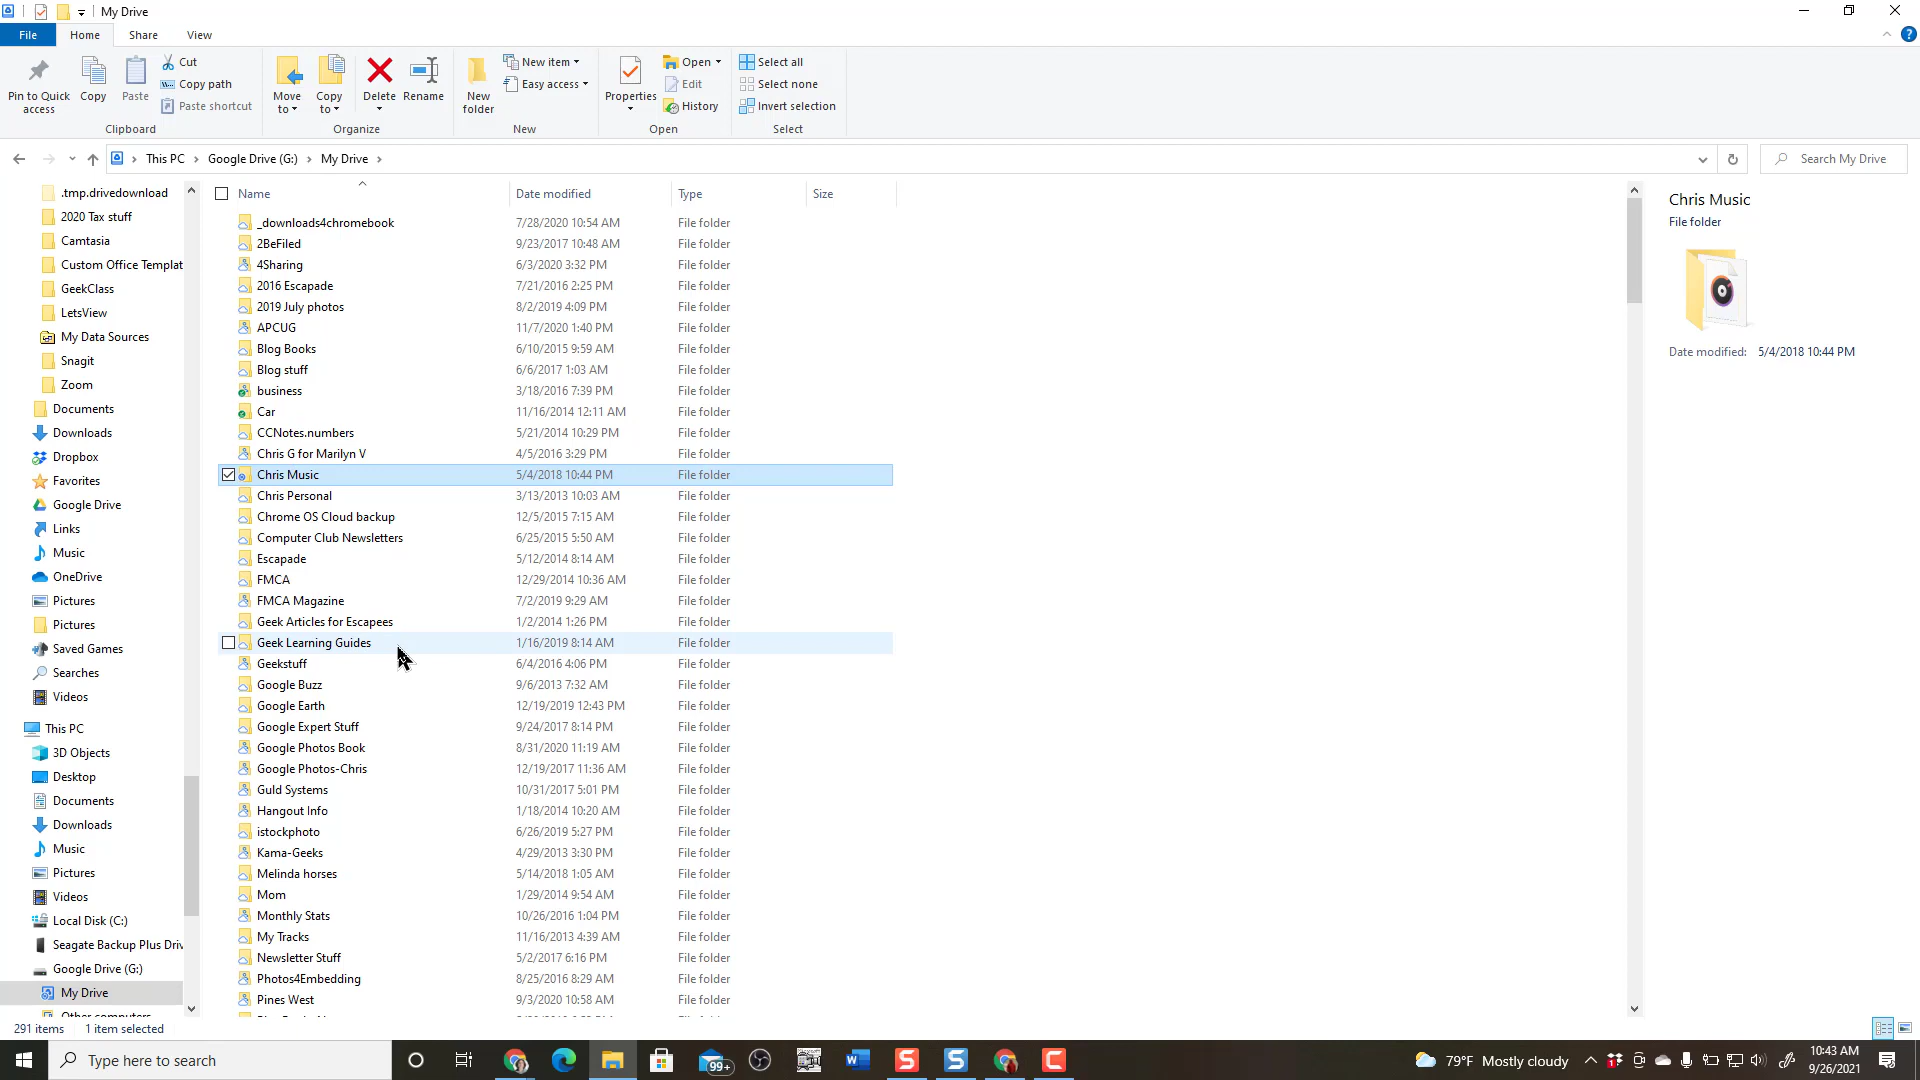 My Drive
File Home Share View
Pin to Quick access
Copy
Paste
Cut
Copy path
Paste shortcut
Clipboard
Move to
Copy to
Delete
Rename
Organize
New folder
New item
Easy access
New
Properties
Open
Edit
History
Open
Select all
Select none
Invert selection
Select
This PC > Google Drive (G:) > My Drive >
Search My Drive
.tmp.drivedownload
2020 Tax stuff
Camtasia
Custom Office Templat
GeekClass
LetsView
My Data Sources
Snagit
Zoom
Documents
Downloads
Dropbox
Favorites
Google Drive
Links
Music
OneDrive
Pictures
Pictures
Saved Games
Searches
Videos
This PC
3D Objects
Desktop
Documents
Downloads
Music
Pictures
Videos
Local Disk (C:)
Seagate Backup Plus Driv
Google Drive (G:)
My Drive
Other computers
Name Date modified Type Size
_downloads4chromebook 7/28/2020 10:54 AM File folder
2BeFiled 9/23/2017 10:48 AM File folder
4Sharing 6/3/2020 3:32 PM File folder
2016 Escapade 7/21/2016 2:25 PM File folder
2019 July photos 8/2/2019 4:09 PM File folder
APCUG 11/7/2020 1:40 PM File folder
Blog Books 6/10/2015 9:59 AM File folder
Blog stuff 6/6/2017 1:03 AM File folder
business 3/18/2016 7:39 PM File folder
Car 11/16/2014 12:11 AM File folder
CCNotes.numbers 5/21/2014 10:29 PM File folder
Chris G for Marilyn V 4/5/2016 3:29 PM File folder
Chris Music 5/4/2018 10:44 PM File folder
Chris Personal 3/13/2013 10:03 AM File folder
Chrome OS Cloud backup 12/5/2015 7:15 AM File folder
Computer Club Newsletters 6/25/2015 5:50 AM File folder
Escapade 5/12/2014 8:14 AM File folder
FMCA 12/29/2014 10:36 AM File folder
FMCA Magazine 7/2/2019 9:29 AM File folder
Geek Articles for Escapees 1/2/2014 1:26 PM File folder
Geek Learning Guides 1/16/2019 8:14 AM File folder
Geekstuff 6/4/2016 4:06 PM File folder
Google Buzz 9/6/2013 7:32 AM File folder
Google Earth 12/19/2019 12:43 PM File folder
Google Expert Stuff 9/24/2017 8:14 PM File folder
Google Photos Book 8/31/2020 11:19 AM File folder
Google Photos-Chris 12/19/2017 11:36 AM File folder
Guld Systems 10/31/2017 5:01 PM File folder
Hangout Info 1/18/2014 10:20 AM File folder
istockphoto 6/26/2019 5:27 PM File folder
Kama-Geeks 4/29/2013 3:30 PM File folder
Melinda horses 5/14/2018 1:05 AM File folder
Mom 1/29/2014 9:54 AM File folder
Monthly Stats 10/26/2016 1:04 PM File folder
My Tracks 11/16/2013 4:39 AM File folder
Newsletter Stuff 5/2/2017 6:16 PM File folder
Photos4Embedding 8/25/2016 8:29 AM File folder
Pines West 9/3/2020 10:58 AM File folder
Chris Music
File folder
Date modified: 5/4/2018 10:44 PM
291 items 1 item selected
Type here to search
99+
79°F Mostly cloudy
10:43 AM
9/26/2021